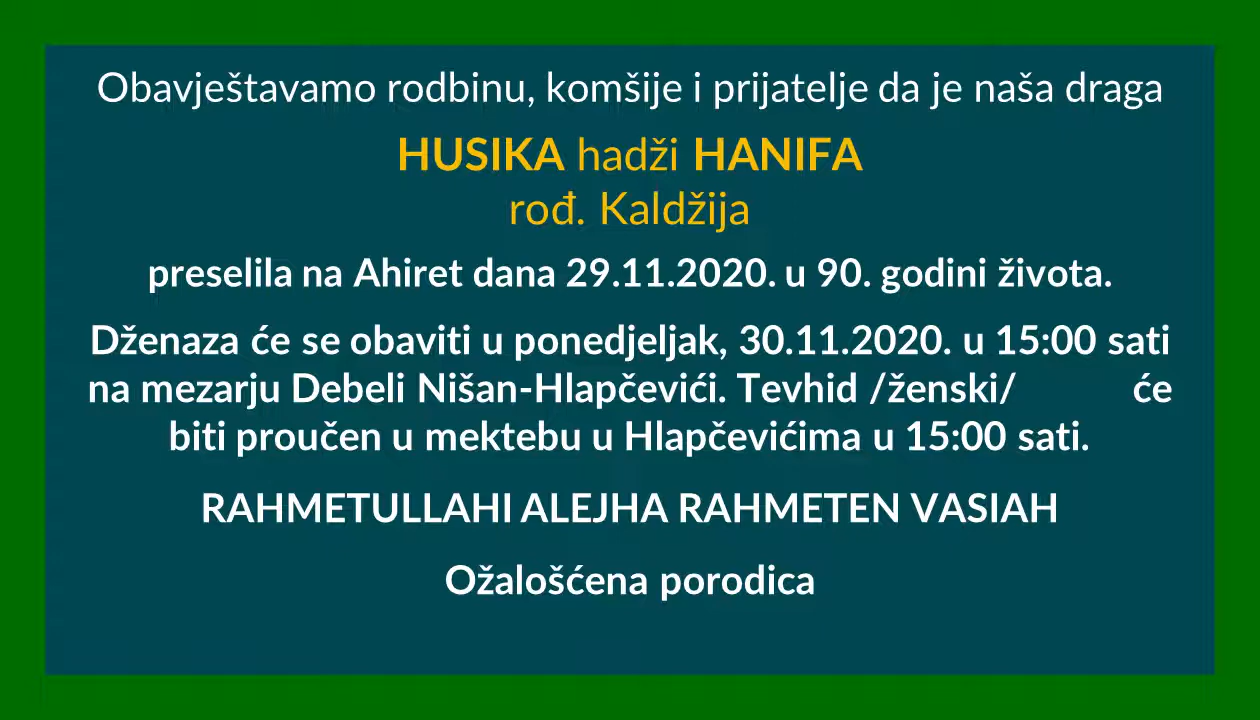 Obavještavamo rodbinu, komšije i prijatelje da je naša draga
HUSIKA hadži HANIFA
rođ. Kaldžija
preselila na Ahiret dana 29.11.2020. u 90. godini života.
Dženaza će se obaviti u ponedjeljak, 30.11.2020. u 15:00 sati
na mezarju Debeli Nišan-Hlapčevići. Tevhid /ženski/ će
biti proučen u mektebu u Hlapčevićima u 15:00 sati.
RAHMETULLAHI ALEJHA RAHMETEN VASIAH
Ožalošćena porodica